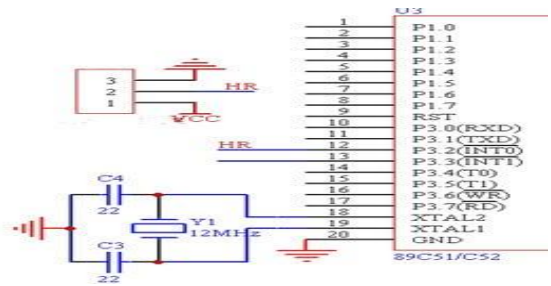 U3
1 P1.0
2 P1.1
3 P1.2
4 P1.3
5 P1.4
6 P1.5
7 P1.6
8 P1.7
9 RST
10 P3.0(RXD)
11 P3.1(TXD)
12 P3.2(INT0)
13 P3.3(INT1)
14 P3.4(T0)
15 P3.5(T1)
16 P3.6(WR)
17 P3.7(RD)
18 XTAL2
19 XTAL1
20 GND
89C51/C52
3
2 HR
1
VCC
HR
C4
22
Y1
12MHz
C3
22